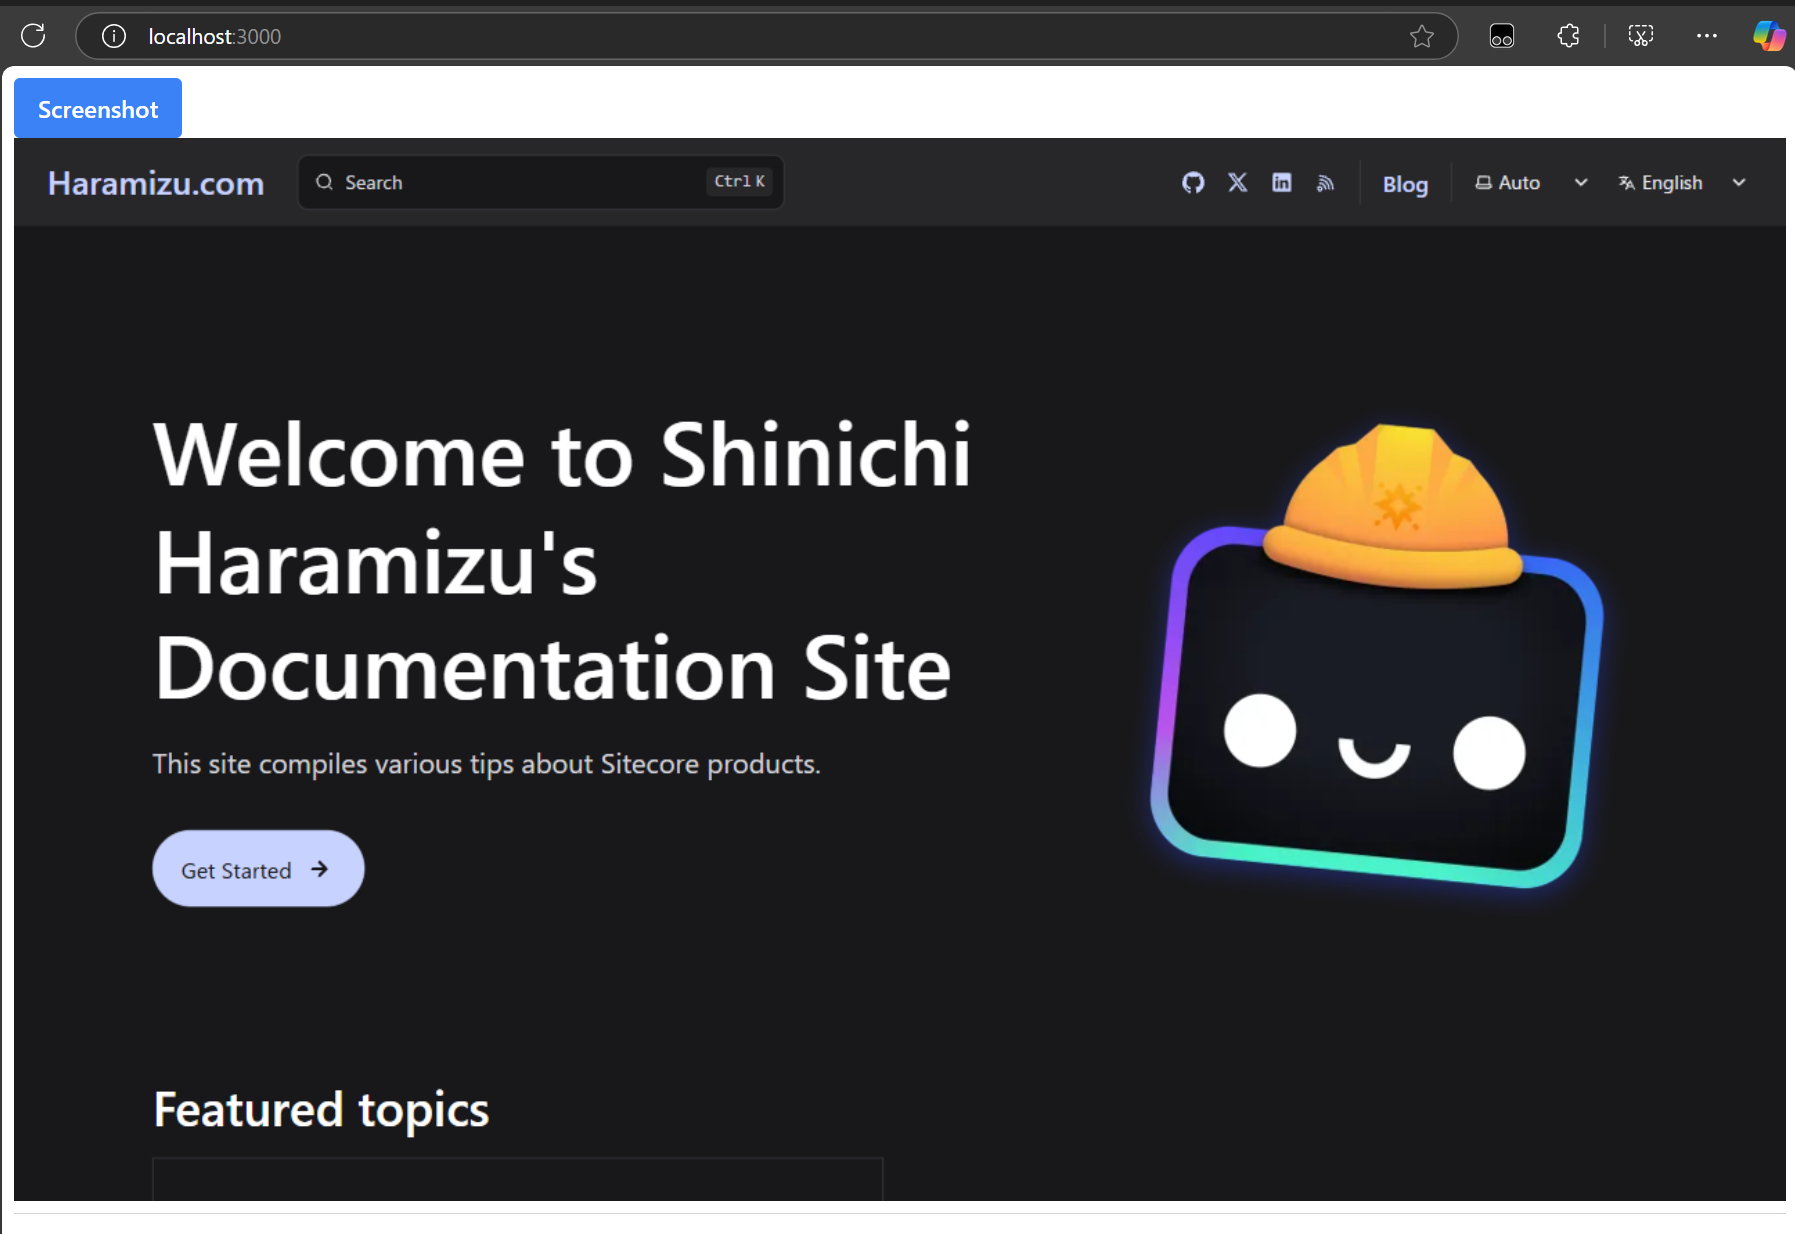 localhost:3000
Screenshot
Haramizu.com
Search
Ctrl K
Blog
Auto
English
Welcome to Shinichi
Haramizu's
Documentation Site
This site compiles various tips about Sitecore products.
Get Started
Featured topics